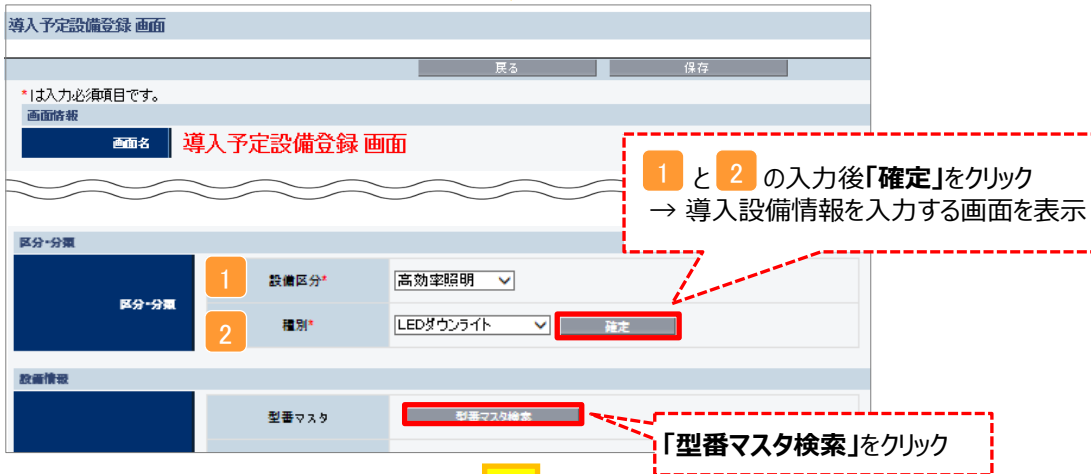 導入予定設備登録 画面
戻る 保存
*は入力必須項目です。
画面情報
画面名 導入予定設備登録 画面
1 と 2 の入力後「確定」をクリック
→ 導入設備情報を入力する画面を表示
区分・分類
区分・分類
1 設備区分* 高効率照明
2 種別* LEDダウンライト 確定
設備情報
型番マスタ 型番マスタ検索
「型番マスタ検索」をクリック